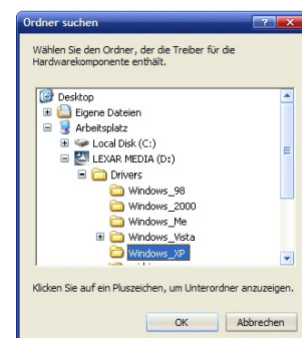 Ordner suchen
Wählen Sie den Ordner, der die Treiber für die
Hardwarekomponente enthält.
Desktop
Eigene Dateien
Arbeitsplatz
Local Disk (C:)
LEXAR MEDIA (D:)
Drivers
Windows_98
Windows_2000
Windows_Me
Windows_Vista
Windows_XP
Klicken Sie auf ein Pluszeichen, um Unterordner anzuzeigen.
OK Abbrechen